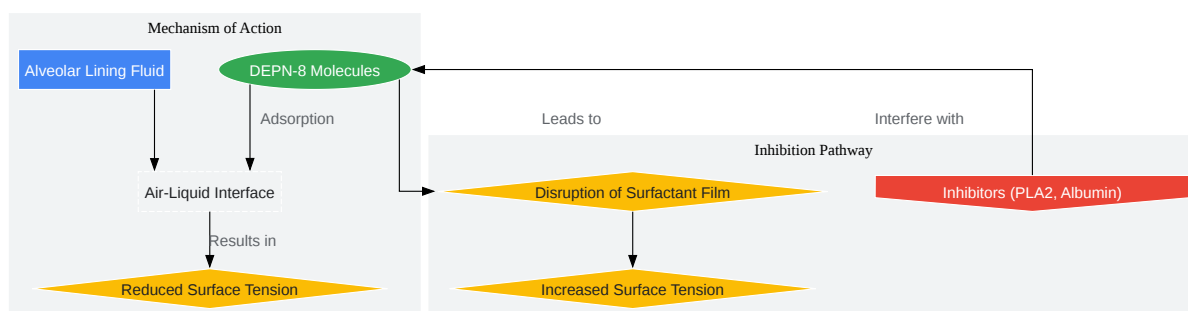 Mechanism of Action
Alveolar Lining Fluid
DEPN-8 Molecules
Adsorption
Leads to
Interfere with
Inhibition Pathway
Air-Liquid Interface
Disruption of Surfactant Film
Inhibitors (PLA2, Albumin)
Results in
Reduced Surface Tension
Increased Surface Tension